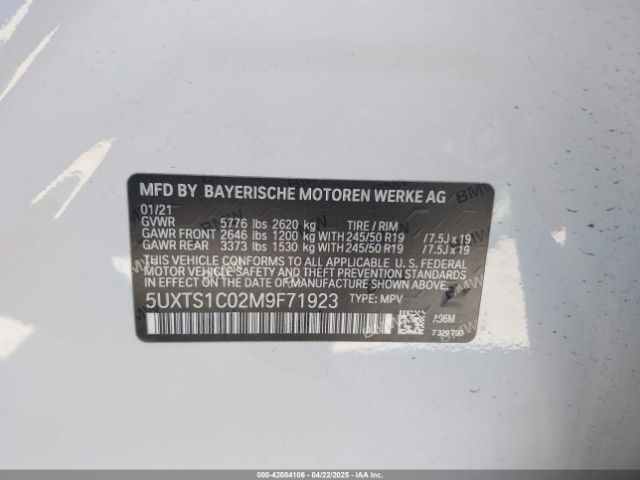 MFD BY BAYERISCHE MOTOREN WERKE AG
01/21
GVWR 5776 lbs 2620 kg TIRE / RIM
GAWR FRONT 2646 lbs 1200 kg WITH 245/50 R19 /7.5J x 19
GAWR REAR 3373 lbs 1530 kg WITH 245/50 R19 /7.5J x 19
THIS VEHICLE CONFORMS TO ALL APPLICABLE U. S. FEDERAL
MOTOR VEHICLE SAFETY, BUMPER, AND THEFT
PREVENTION STANDARDS IN EFFECT ON THE DATE OF
MANUFACTURE SHOWN ABOVE.
5UXTS1C02M9F71923 TYPE: MPV
A96M
000-42084106 - 04/22/2025 - IAA, Inc.